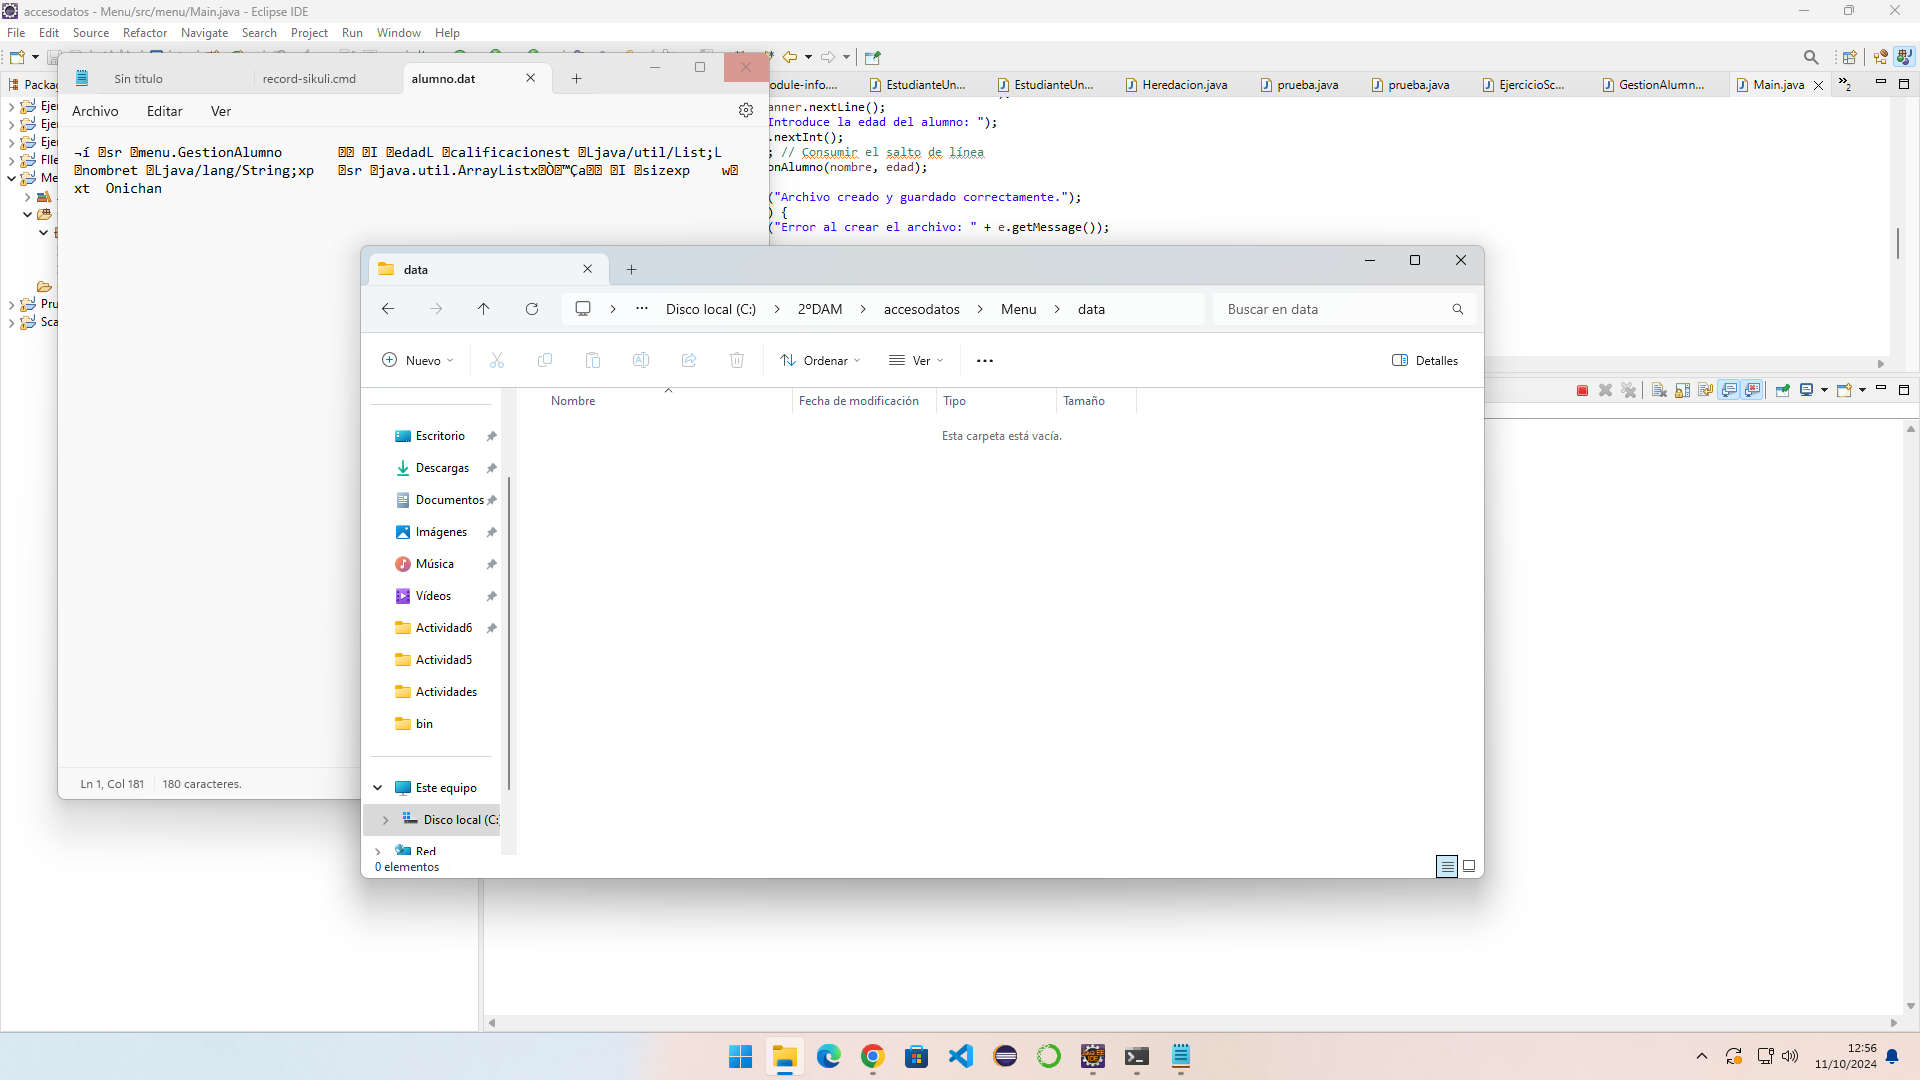 accesodatos - Menu/src/menu/Main.java - Eclipse IDE
File Edit Source Refactor Navigate Search Project Run Window Help
Sin título record-sikuli.cmd alumno.dat
Archivo Editar Ver
odule-info.... EstudianteUn... EstudianteUn... Heredacion.java prueba.java prueba.java EjercicioSc... GestionAlumn... Main.java
anner.nextLine();
Introduce la edad del alumno: ");
.nextInt();
; // Consumir el salto de línea
onAlumno(nombre, edad);
("Archivo creado y guardado correctamente.");
) {
("Error al crear el archivo: " + e.getMessage());
¬í sr menu.GestionAlumno I edadL calificacionest Ljava/util/List;L
nombret Ljava/lang/String;xp sr java.util.ArrayListx Ò ™Ça I sizexp w
xt Onichan
Ln 1, Col 181 180 caracteres.
data
Disco local (C:) 2ºDAM accesodatos Menu data
Buscar en data
Nuevo Ordenar Ver Detalles
Nombre Fecha de modificación Tipo Tamaño
Esta carpeta está vacía.
Escritorio
Descargas
Documentos
Imágenes
Música
Vídeos
Actividad6
Actividad5
Actividades
bin
Este equipo
Disco local (C:
Red
0 elementos
12:56
11/10/2024